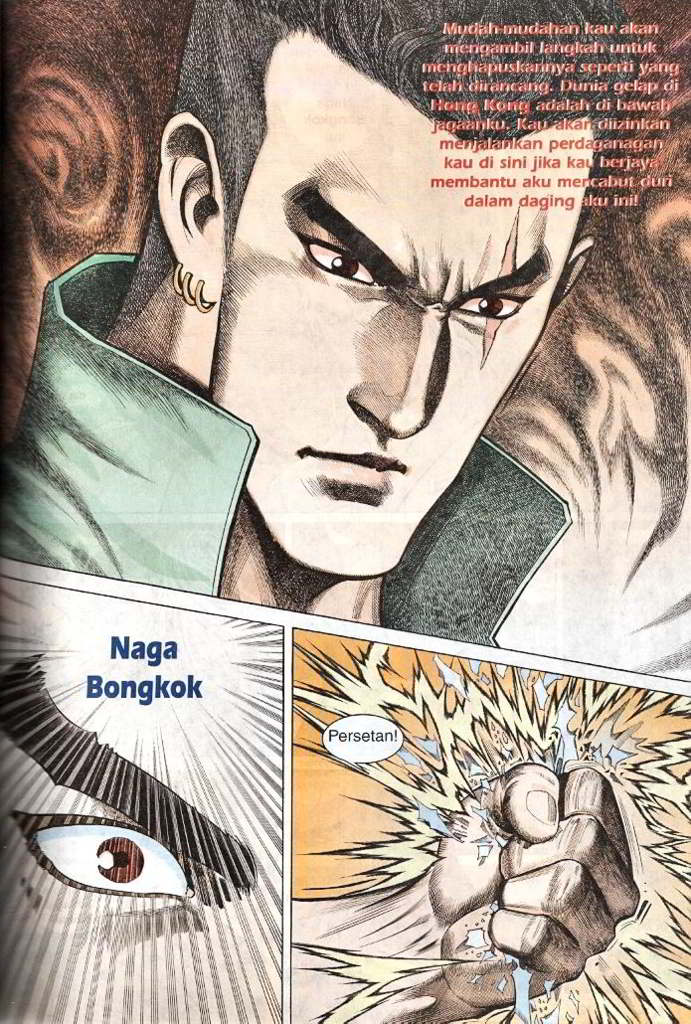 Mudah-mudahan kau akan
mengambil langkah untuk
menghapuskannya seperti yang
telah dirancang. Dunia gelap di
Hong Kong adalah di bawah
jagaanku. Kau akan diizinkan
menjalankan perdaganagan
kau di sini jika kau berjaya
membantu aku mencabut duri
dalam daging aku ini!
Naga
Bongkok
Persetan!